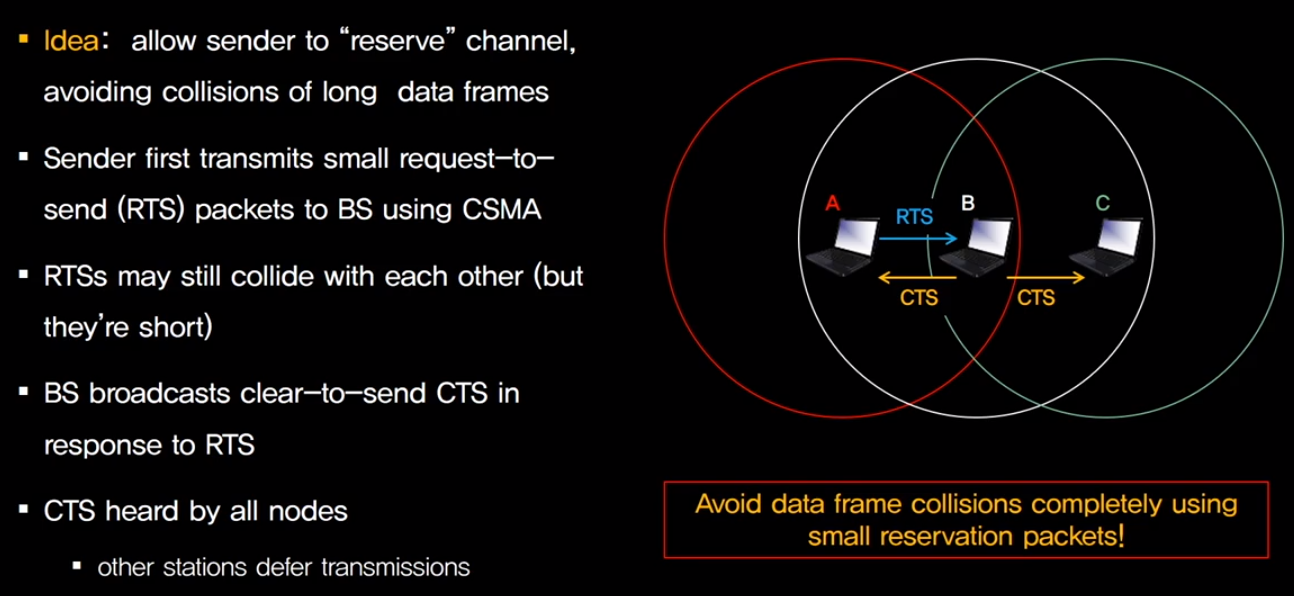 ▪ Idea: allow sender to “reserve” channel,
avoiding collisions of long data frames
▪ Sender first transmits small request-to-
send (RTS) packets to BS using CSMA
▪ RTSs may still collide with each other (but
they’re short)
▪ BS broadcasts clear-to-send CTS in
response to RTS
▪ CTS heard by all nodes
▪ other stations defer transmissions
A
B
C
RTS
CTS
CTS
Avoid data frame collisions completely using
small reservation packets!